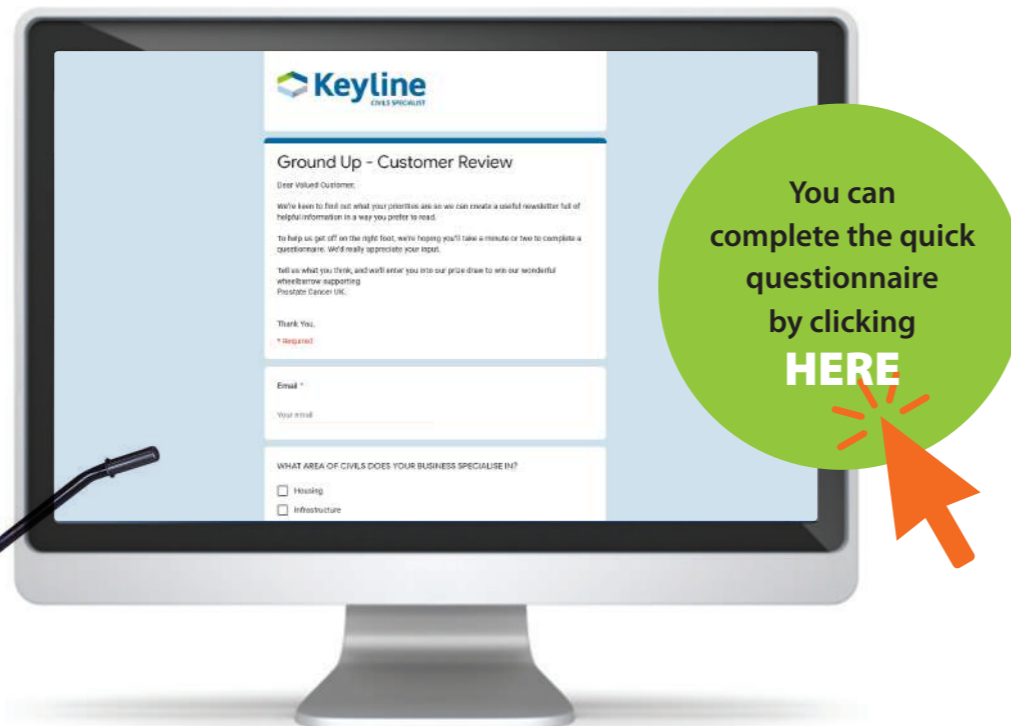 Keyline
CIVILS SPECIALIST
Ground Up - Customer Review
Dear Valued Customer,
We're keen to find out what your priorities are so we can create a useful newsletter full of
helpful information in a way you prefer to read.
To help us get off on the right foot, we're hoping you'll take a minute or two to complete a
questionnaire. We'd really appreciate your input.
Tell us what you think, and we'll enter you into our prize draw to win our wonderful
wheelbarrow supporting
Prostate Cancer UK.
Thank You,
* Required
Email *
Your email
WHAT AREA OF CIVILS DOES YOUR BUSINESS SPECIALISE IN?
Housing
Infrastructure
You can
complete the quick
questionnaire
by clicking
HERE